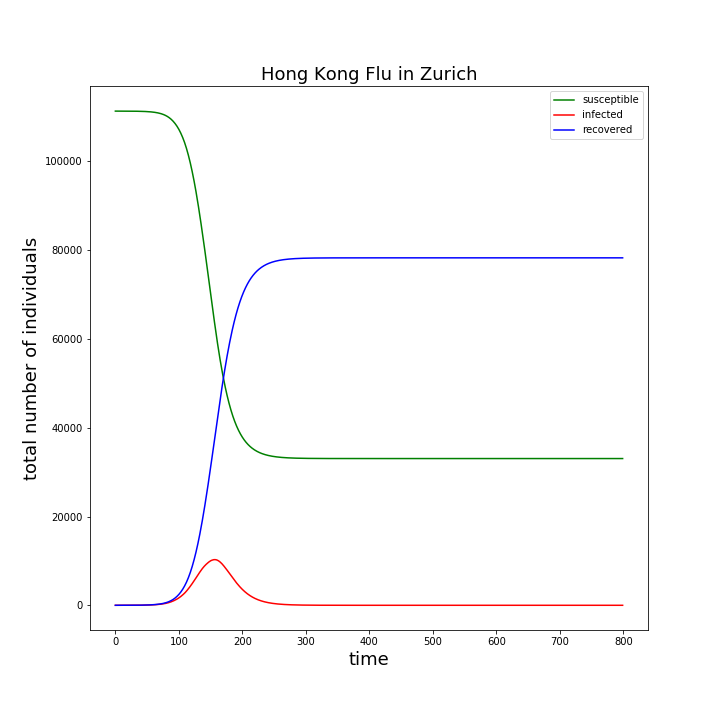 Hong Kong Flu in Zurich
susceptible
infected
recovered
total number of individuals
100000
80000
60000
40000
20000
0
0 100 200 300 400 500 600 700 800
time